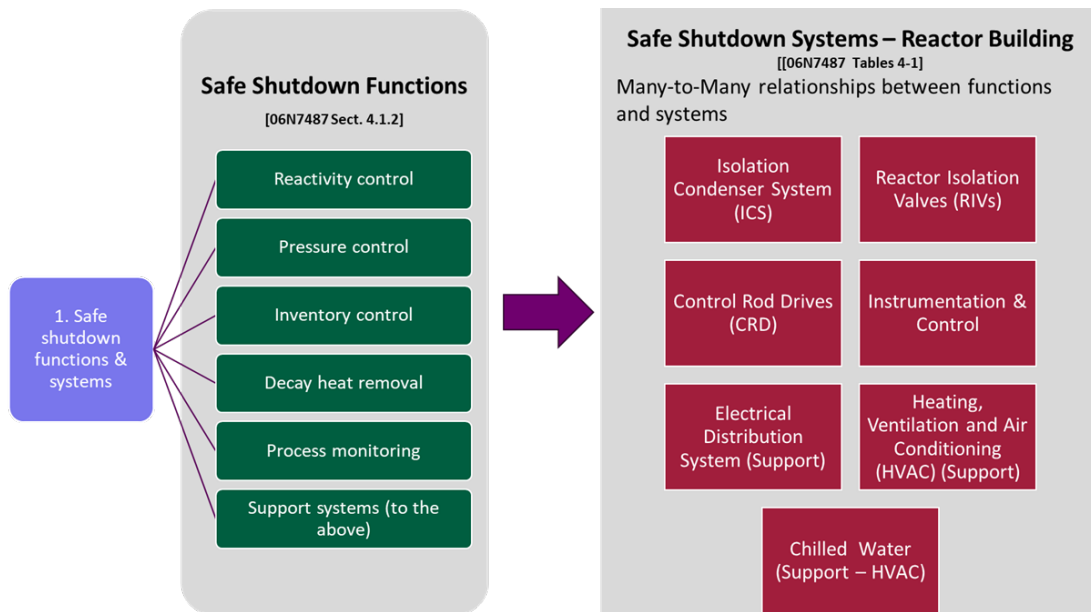 1. Safe
shutdown
functions &
systems
Safe Shutdown Functions
[06N7487 Sect. 4.1.2]
Reactivity control
Pressure control
Inventory control
Decay heat removal
Process monitoring
Support systems (to the
above)
Safe Shutdown Systems – Reactor Building
[[06N7487 Tables 4-1]
Many-to-Many relationships between functions
and systems
Isolation
Condenser System
(ICS)
Reactor Isolation
Valves (RIVs)
Control Rod Drives
(CRD)
Instrumentation &
Control
Electrical
Distribution
System (Support)
Heating,
Ventilation and Air
Conditioning
(HVAC) (Support)
Chilled Water
(Support – HVAC)